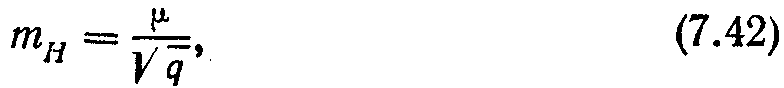 m_H = μ/√q, (7.42)